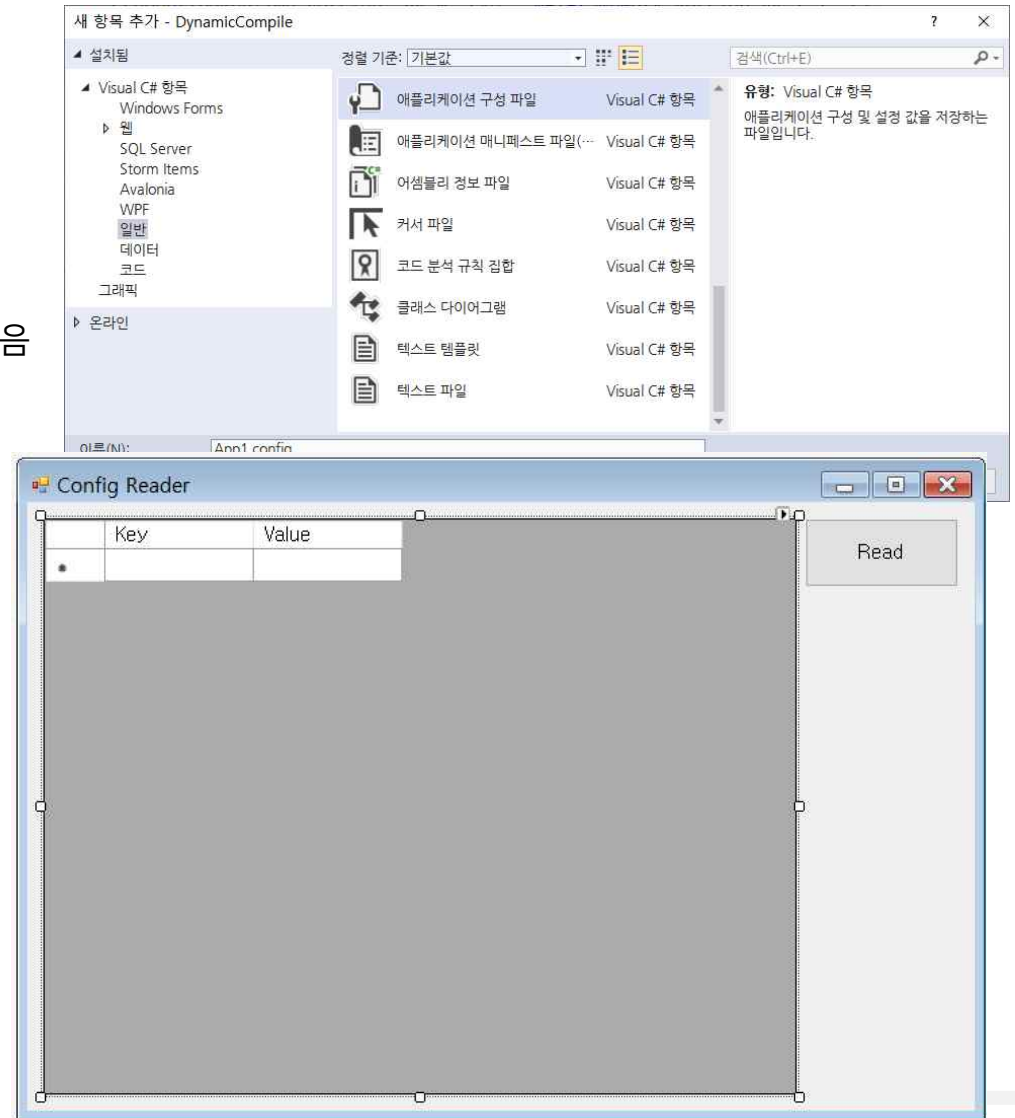 새 항목 추가 - DynamicCompile ? ×
설치됨
정렬 기준: 기본값
검색(Ctrl+E)
Visual C# 항목
Windows Forms
웹
SQL Server
Storm Items
Avalonia
WPF
일반
데이터
코드
그래픽
온라인
애플리케이션 구성 파일 Visual C# 항목
애플리케이션 매니페스트 파일(… Visual C# 항목
어셈블리 정보 파일 Visual C# 항목
커서 파일 Visual C# 항목
코드 분석 규칙 집합 Visual C# 항목
클래스 다이어그램 Visual C# 항목
텍스트 템플릿 Visual C# 항목
텍스트 파일 Visual C# 항목
유형: Visual C# 항목
애플리케이션 구성 및 설정 값을 저장하는
파일입니다.
음
이름(N): App1.config
Config Reader
Key Value
Read